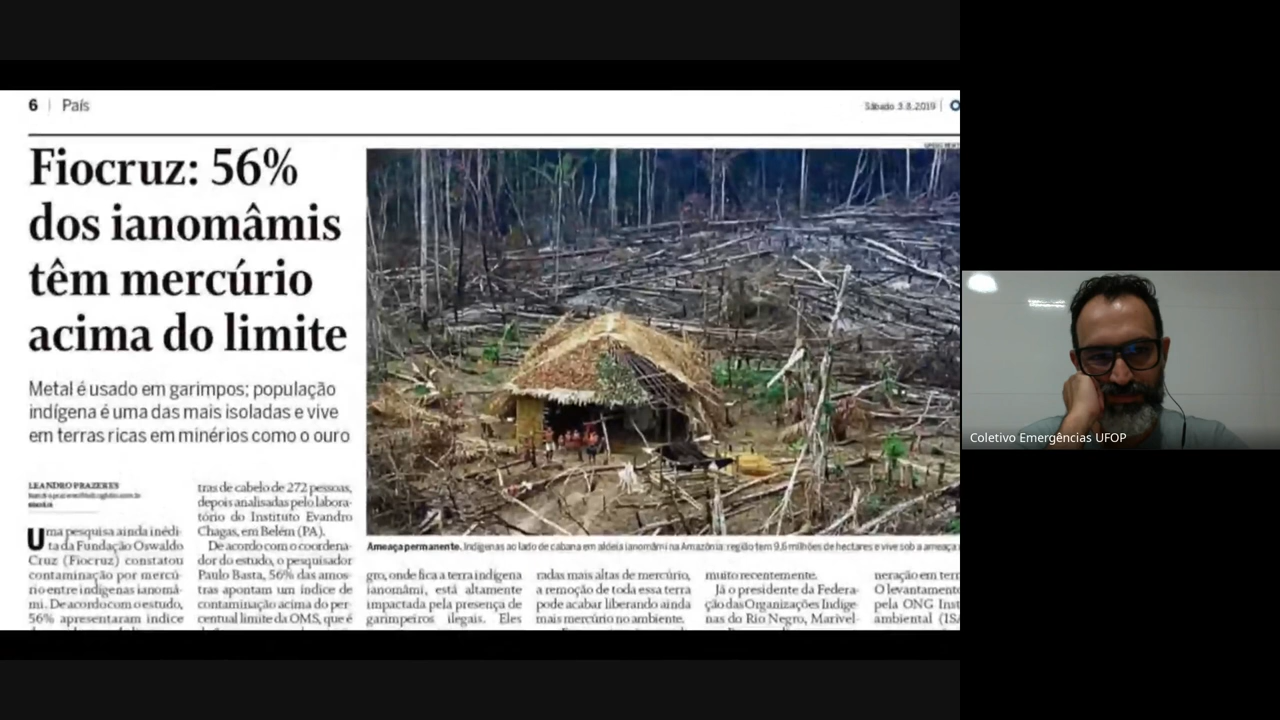 6 | País
Sábado 3.8.2019
Fiocruz: 56%
dos ianomâmis
têm mercúrio
acima do limite
Metal é usado em garimpos; população
indígena é uma das mais isoladas e vive
em terras ricas em minérios como o ouro
LEANDRO PRAZERES
Uma pesquisa ainda inédi-
ta da Fundação Oswaldo
Cruz (Fiocruz) constatou
contaminação por mercú-
rio entre indígenas ianomâ-
mi. De acordo com o estudo,
56% apresentaram índice
tras de cabelo de 272 pessoas,
depois analisadas pelo labora-
tório do Instituto Evandro
Chagas, em Belém (PA).
De acordo com o coordena-
dor do estudo, o pesquisador
Paulo Basta, 56% das amos-
tras apontam um índice de
contaminação acima do per-
centual limite da OMS, que é
Ameaça permanente. Indígenas ao lado de cabana em aldeia ianomâmi na Amazônia: região tem 9,6 milhões de hectares e vive sob a ameaça
gro, onde fica a terra indígena
ianomâmi, está altamente
impactada pela presença de
garimpeiros ilegais. Eles
radas mais altas de mercúrio,
a remoção de toda essa terra
pode acabar liberando ainda
mais mercúrio no ambiente.
muito recentemente.
Já o presidente da Federa-
ção das Organizações Indíge-
nas do Rio Negro, Marivel-
neração em terr
O levantamento
pela ONG Inst
ambiental (ISA
Coletivo Emergências UFOP